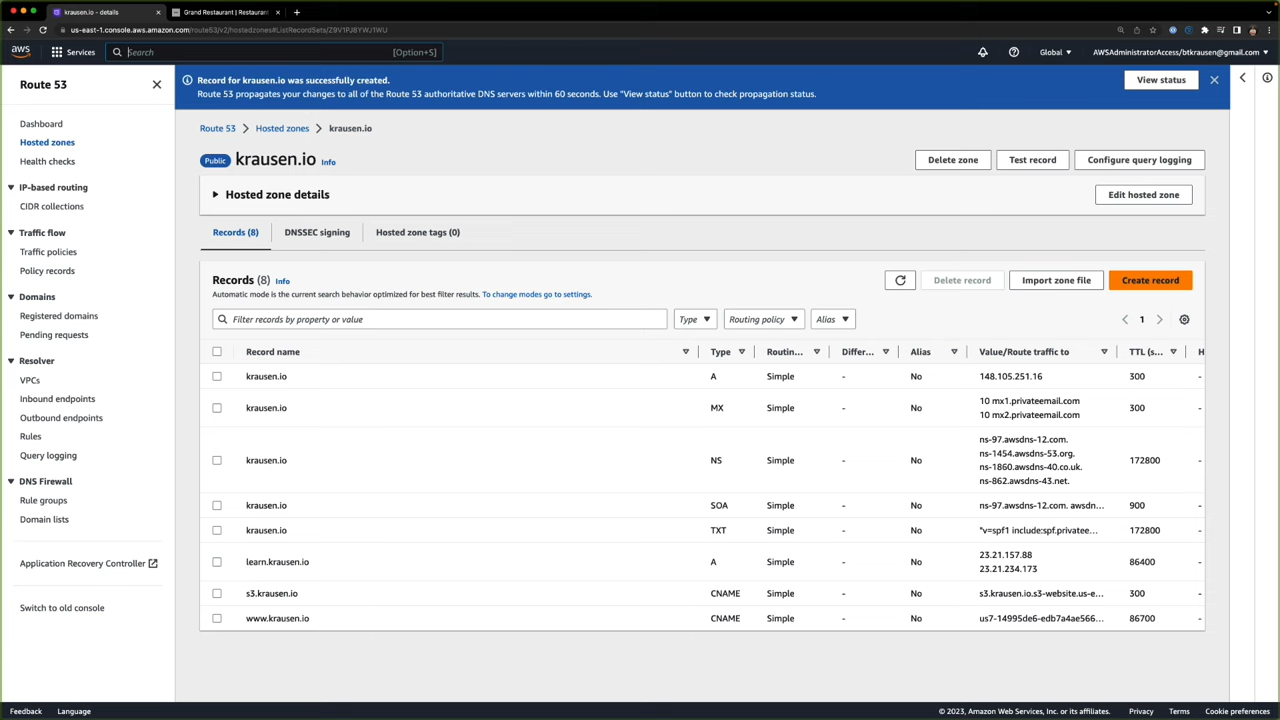 krausen.io - details
Grand Restaurant | Restauran
us-east-1.console.aws.amazon.com/route53/v2/hostedzones#ListRecordSets/Z9V1PJ8YWJ1WU
aws
Services
Search
[Option+S]
Global
AWSAdministratorAccess/btkrausen@gmail.com
Route 53
Dashboard
Hosted zones
Health checks
IP-based routing
CIDR collections
Traffic flow
Traffic policies
Policy records
Domains
Registered domains
Pending requests
Resolver
VPCs
Inbound endpoints
Outbound endpoints
Rules
Query logging
DNS Firewall
Rule groups
Domain lists
Application Recovery Controller
Switch to old console
Record for krausen.io was successfully created.
Route 53 propagates your changes to all of the Route 53 authoritative DNS servers within 60 seconds. Use "View status" button to check propagation status.
View status
Route 53 Hosted zones krausen.io
Public krausen.io Info
Delete zone Test record Configure query logging
Hosted zone details
Edit hosted zone
Records (8) DNSSEC signing Hosted zone tags (0)
Records (8) Info
Automatic mode is the current search behavior optimized for best filter results. To change modes go to settings.
Delete record Import zone file Create record
Filter records by property or value
Type Routing policy Alias
1
Record name Type Routin... Differ... Alias Value/Route traffic to TTL (s... H
krausen.io A Simple - No 148.105.251.16 300 -
krausen.io MX Simple - No 10 mx1.privateemail.com 300 -
10 mx2.privateemail.com
krausen.io NS Simple - No ns-97.awsdns-12.com. 172800 -
ns-1454.awsdns-53.org.
ns-1860.awsdns-40.co.uk.
ns-862.awsdns-43.net.
krausen.io SOA Simple - No ns-97.awsdns-12.com. awsdn... 900 -
krausen.io TXT Simple - No "v=spf1 include:spf.privatee... 172800 -
learn.krausen.io A Simple - No 23.21.157.88 86400 -
23.21.234.173
s3.krausen.io CNAME Simple - No s3.krausen.io.s3-website.us-e... 300 -
www.krausen.io CNAME Simple - No us7-14995de6-edb7a4ae566... 86700 -
Feedback Language
© 2023, Amazon Web Services, Inc. or its affiliates. Privacy Terms Cookie preferences